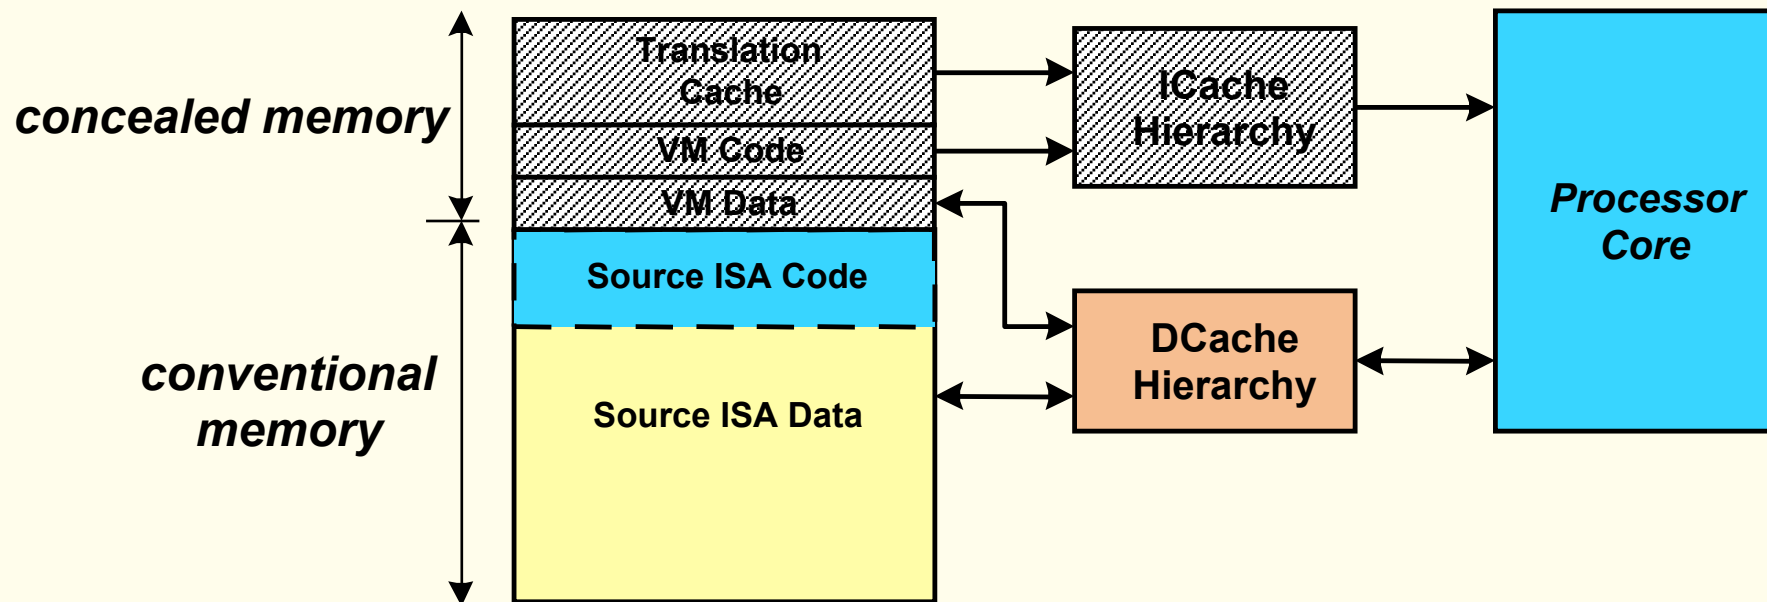 concealed memory
conventional
memory
Translation
Cache
VM Code
VM Data
Source ISA Code
Source ISA Data
ICache
Hierarchy
DCache
Hierarchy
Processor
Core